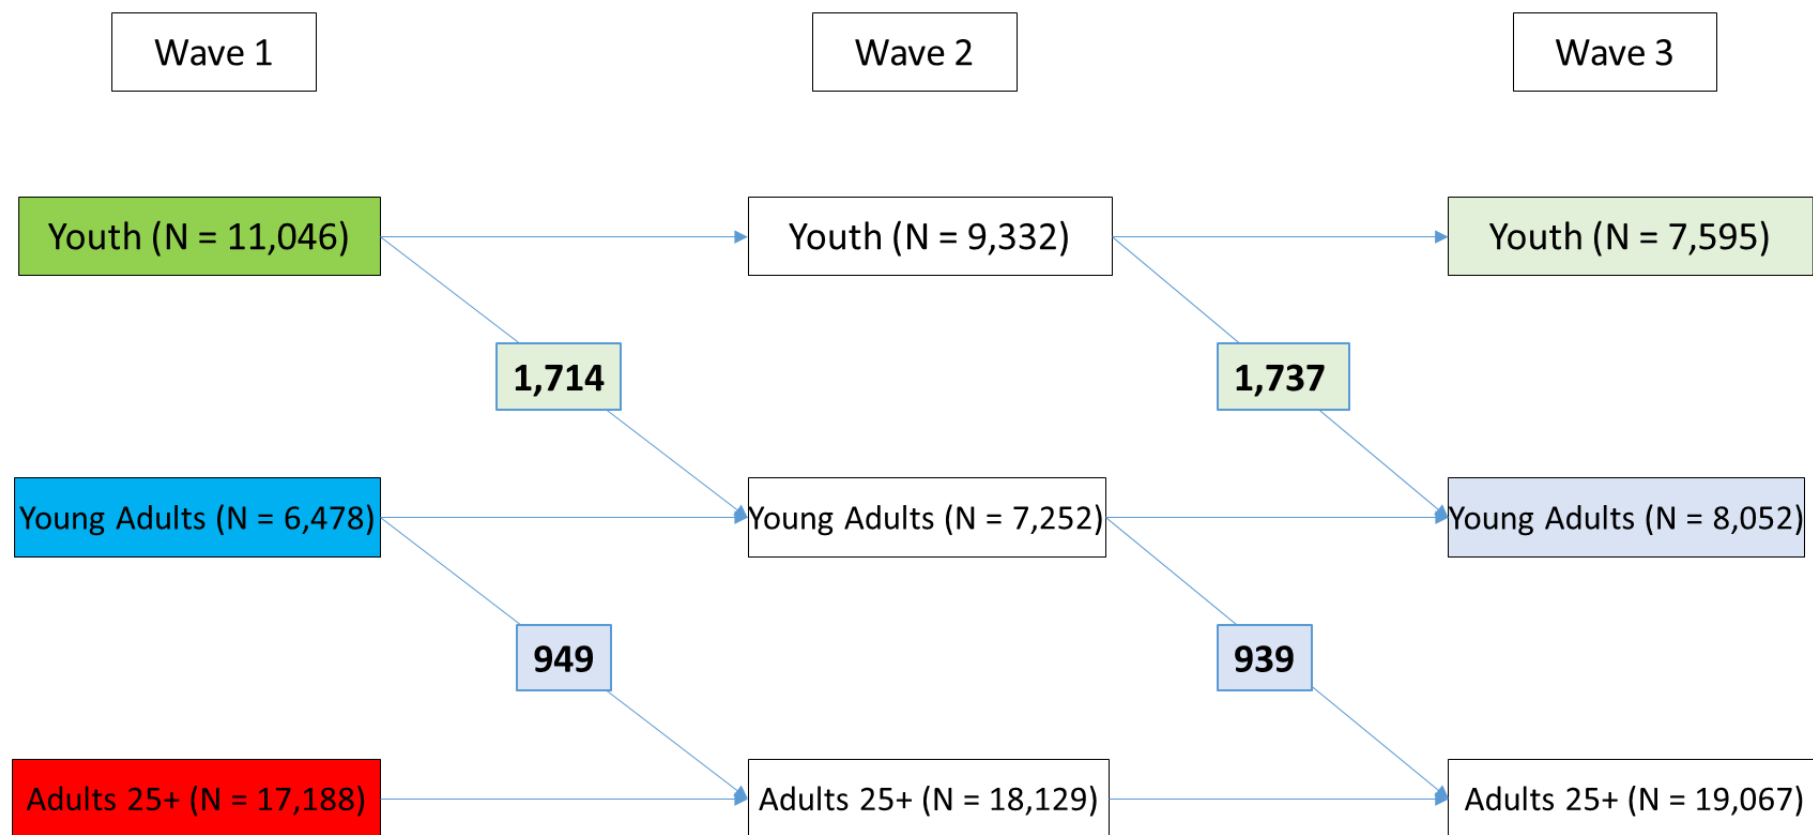 Wave 1
Wave 2
Wave 3
Youth (N = 11,046)
Youth (N = 9,332)
Youth (N = 7,595)
1,714
1,737
Young Adults (N = 6,478)
Young Adults (N = 7,252)
Young Adults (N = 8,052)
949
939
Adults 25+ (N = 17,188)
Adults 25+ (N = 18,129)
Adults 25+ (N = 19,067)